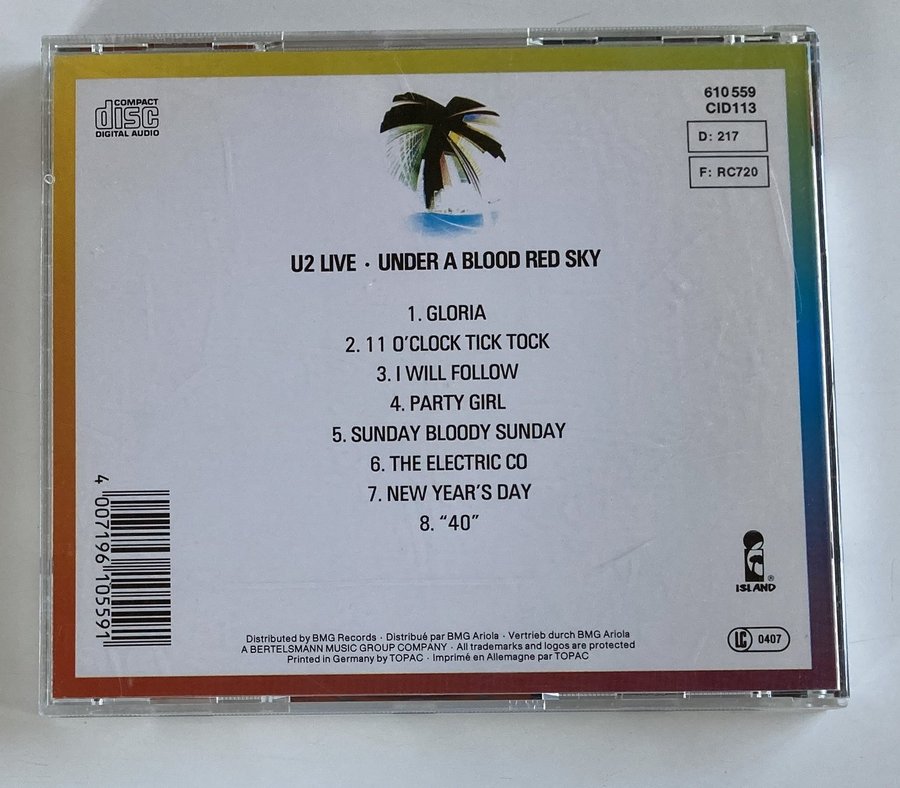 COMPACT
disc
DIGITAL AUDIO
610 559
CID113
D: 217
F: RC720
U2 LIVE · UNDER A BLOOD RED SKY
1. GLORIA
2. 11 O'CLOCK TICK TOCK
3. I WILL FOLLOW
4. PARTY GIRL
5. SUNDAY BLOODY SUNDAY
6. THE ELECTRIC CO
7. NEW YEAR'S DAY
8. “40”
4 007196 105591
ISLAND ®
LC 0407
Distributed by BMG Records · Distribué par BMG Ariola · Vertrieb durch BMG Ariola
A BERTELSMANN MUSIC GROUP COMPANY · All trademarks and logos are protected
Printed in Germany by TOPAC · Imprimé en Allemagne par TOPAC